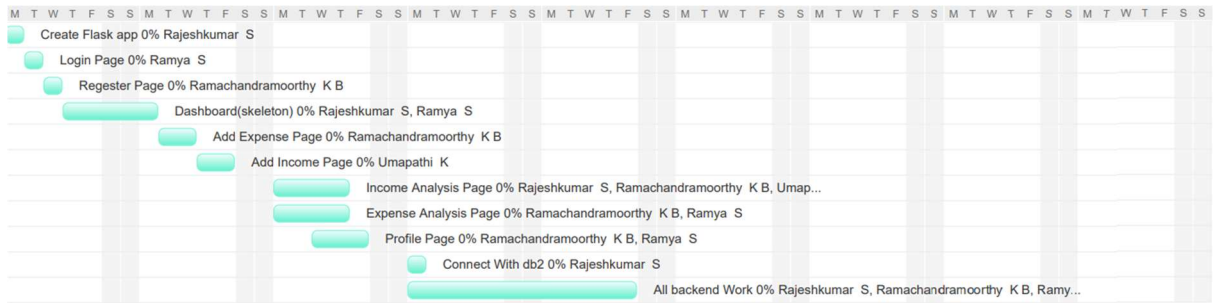 M T W T F S S M T W T F S S M T W T F S S M T W T F S S M T W T F S S M T W T F S S M T W T F S S M T W T F S S M T W T F S S
Create Flask app 0% Rajeshkumar S
Login Page 0% Ramya S
Regester Page 0% Ramachandramoorthy K B
Dashboard(skeleton) 0% Rajeshkumar S, Ramya S
Add Expense Page 0% Ramachandramoorthy K B
Add Income Page 0% Umapathi K
Income Analysis Page 0% Rajeshkumar S, Ramachandramoorthy K B, Umap...
Expense Analysis Page 0% Ramachandramoorthy K B, Ramya S
Profile Page 0% Ramachandramoorthy K B, Ramya S
Connect With db2 0% Rajeshkumar S
All backend Work 0% Rajeshkumar S, Ramachandramoorthy K B, Ramy...